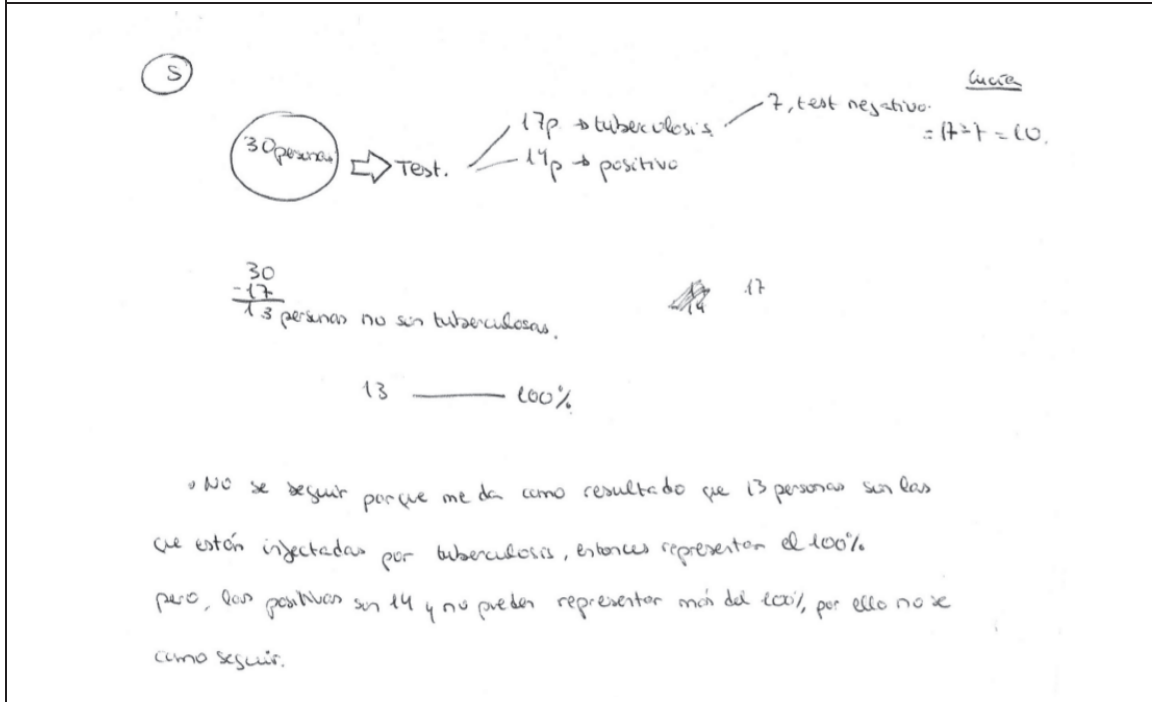 5
Lucía
30 personas Test. 17p → tuberculosis 7, test negativo.
14p → positivo
= 17-7 = 10.
30
-17
13 personas no son tuberculosas.
14 17
13 100%
No se seguir porque me da como resultado que 13 personas son las
que están infectadas por tuberculosis, entonces representan el 100%
pero, los positivos son 14 y no pueden representar más del 100%, por ello no se
como seguir.